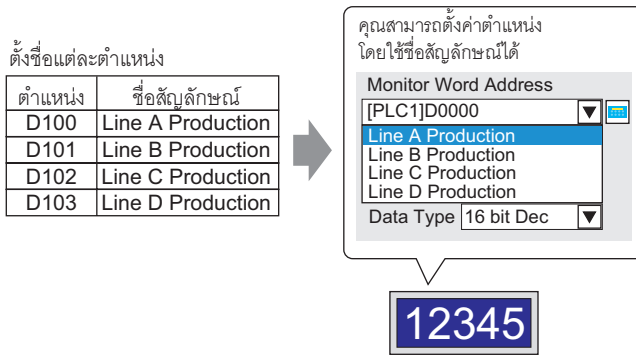 ตั้งชื่อแต่ละตำแหน่ง
ตำแหน่ง ชื่อสัญลักษณ์
D100 Line A Production
D101 Line B Production
D102 Line C Production
D103 Line D Production
คุณสามารถตั้งค่าตำแหน่ง
โดยใช้ชื่อสัญลักษณ์ได้
Monitor Word Address
[PLC1]D0000
Line A Production
Line B Production
Line C Production
Line D Production
Data Type 16 bit Dec
12345